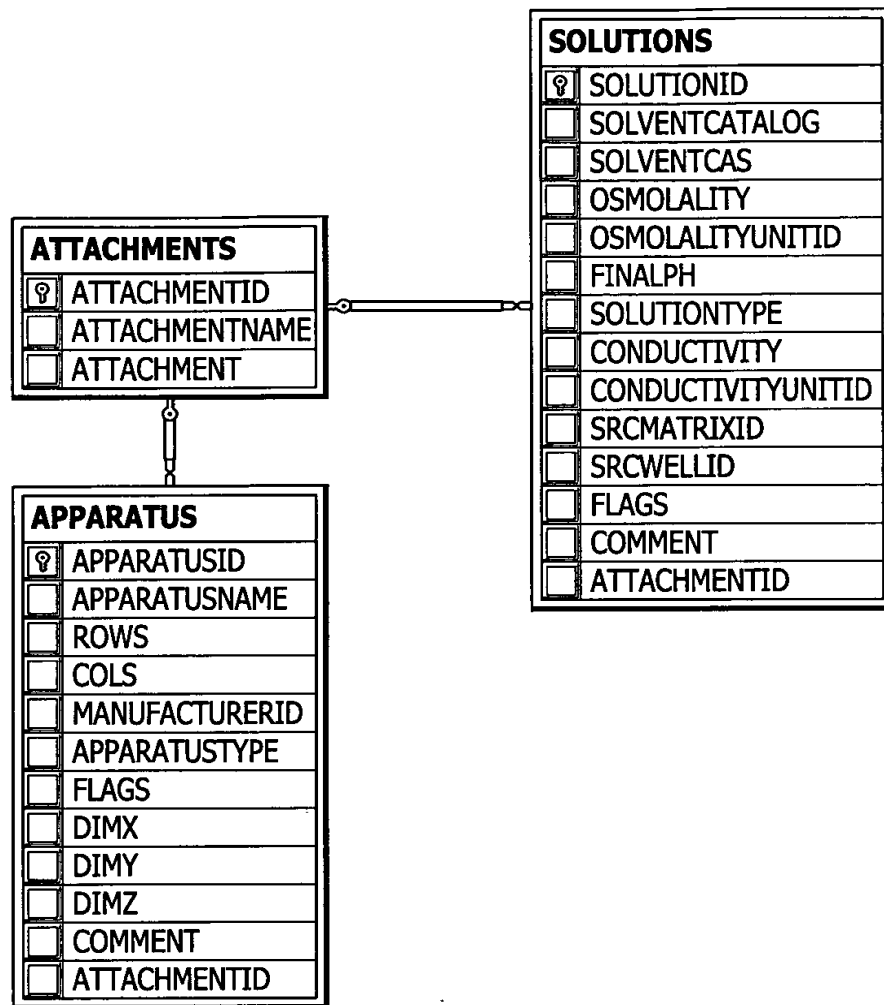 SOLUTIONS
SOLUTIONID
SOLVENTCATALOG
SOLVENTCAS
OSMOLALITY
OSMOLALITYUNITID
FINALPH
SOLUTIONTYPE
CONDUCTIVITY
CONDUCTIVITYUNITID
SRCMATRIXID
SRCWELLID
FLAGS
COMMENT
ATTACHMENTID
ATTACHMENTS
ATTACHMENTID
ATTACHMENTNAME
ATTACHMENT
APPARATUS
APPARATUSID
APPARATUSNAME
ROWS
COLS
MANUFACTURERID
APPARATUSTYPE
FLAGS
DIMX
DIMY
DIMZ
COMMENT
ATTACHMENTID